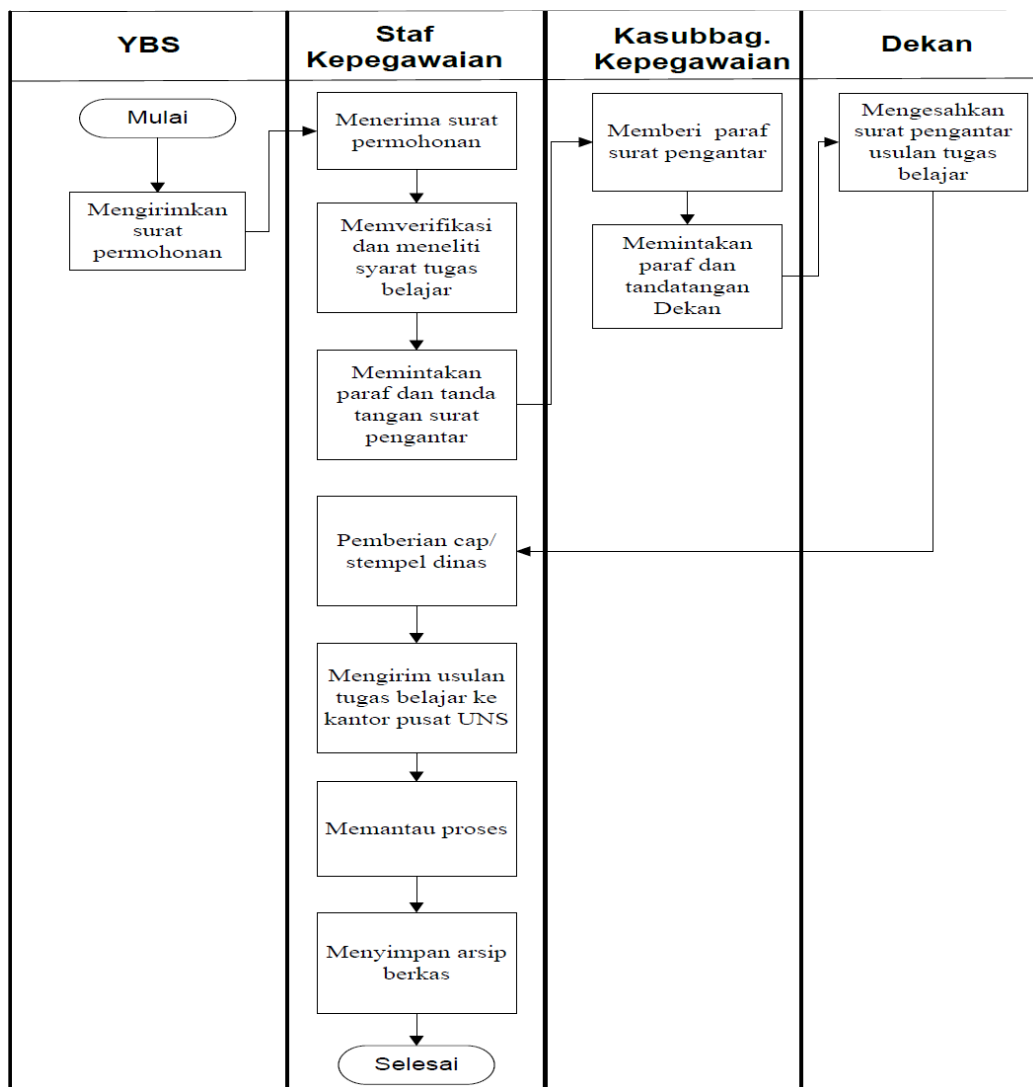 YBS
Staf
Kepegawaian
Kasubbag.
Kepegawaian
Dekan
Mulai
Mengirimkan
surat
permohonan
Menerima surat
permohonan
Memverifikasi
dan meneliti
syarat tugas
belajar
Memintakan
paraf dan tanda
tangan surat
pengantar
Memberi paraf
surat pengantar
Memintakan
paraf dan
tandatangan
Dekan
Mengesahkan
surat pengantar
usulan tugas
belajar
Pemberian cap/
stempel dinas
Mengirim usulan
tugas belajar ke
kantor pusat UNS
Memantau proses
Menyimpan arsip
berkas
Selesai